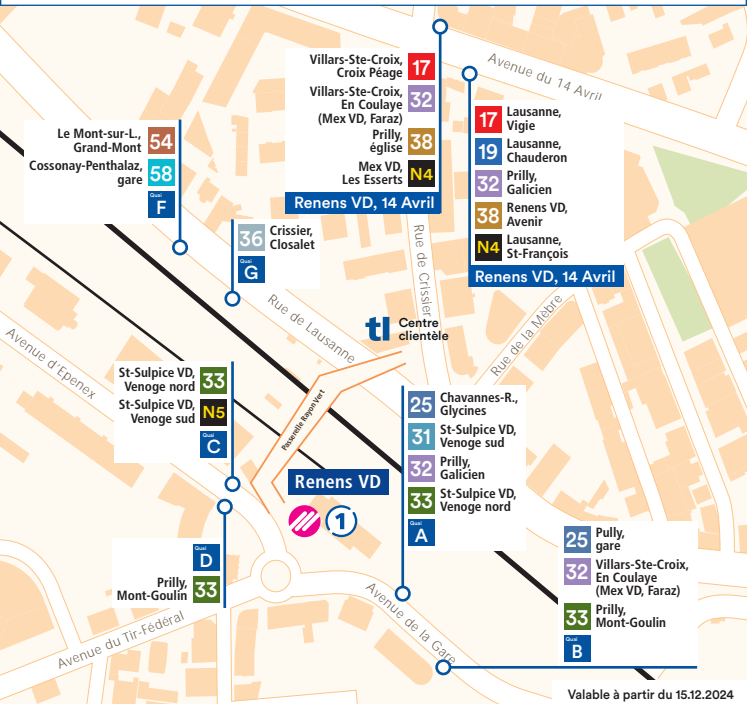 Villars-Ste-Croix,
Croix Péage
17
Villars-Ste-Croix,
En Coulaye
(Mex VD, Faraz)
32
Prilly,
église
38
Mex VD,
Les Esserts
N4
Renens VD, 14 Avril
Avenue du 14 Avril
17
Lausanne,
Vigie
19
Lausanne,
Chauderon
32
Prilly,
Galicien
38
Renens VD,
Avenir
N4
Lausanne,
St-François
Renens VD, 14 Avril
Le Mont-sur-L.,
Grand-Mont
54
Cossonay-Penthalaz,
gare
58
Quai
F
36
Crissier,
Closalet
Quai
G
Rue de Crissier
Rue de Lausanne
tl
Centre
clientèle
Rue de la Mèbre
Avenue d'Epenex
Passerelle Rayon Vert
St-Sulpice VD,
Venoge nord
33
St-Sulpice VD,
Venoge sud
N5
Quai
C
Renens VD
1
25
Chavannes-R.,
Glycines
31
St-Sulpice VD,
Venoge sud
32
Prilly,
Galicien
33
St-Sulpice VD,
Venoge nord
Quai
A
Quai
D
Prilly,
Mont-Goulin
33
25
Pully,
gare
32
Villars-Ste-Croix,
En Coulaye
(Mex VD, Faraz)
33
Prilly,
Mont-Goulin
Quai
B
Avenue du Tir-Fédéral
Avenue de la Gare
Valable à partir du 15.12.2024